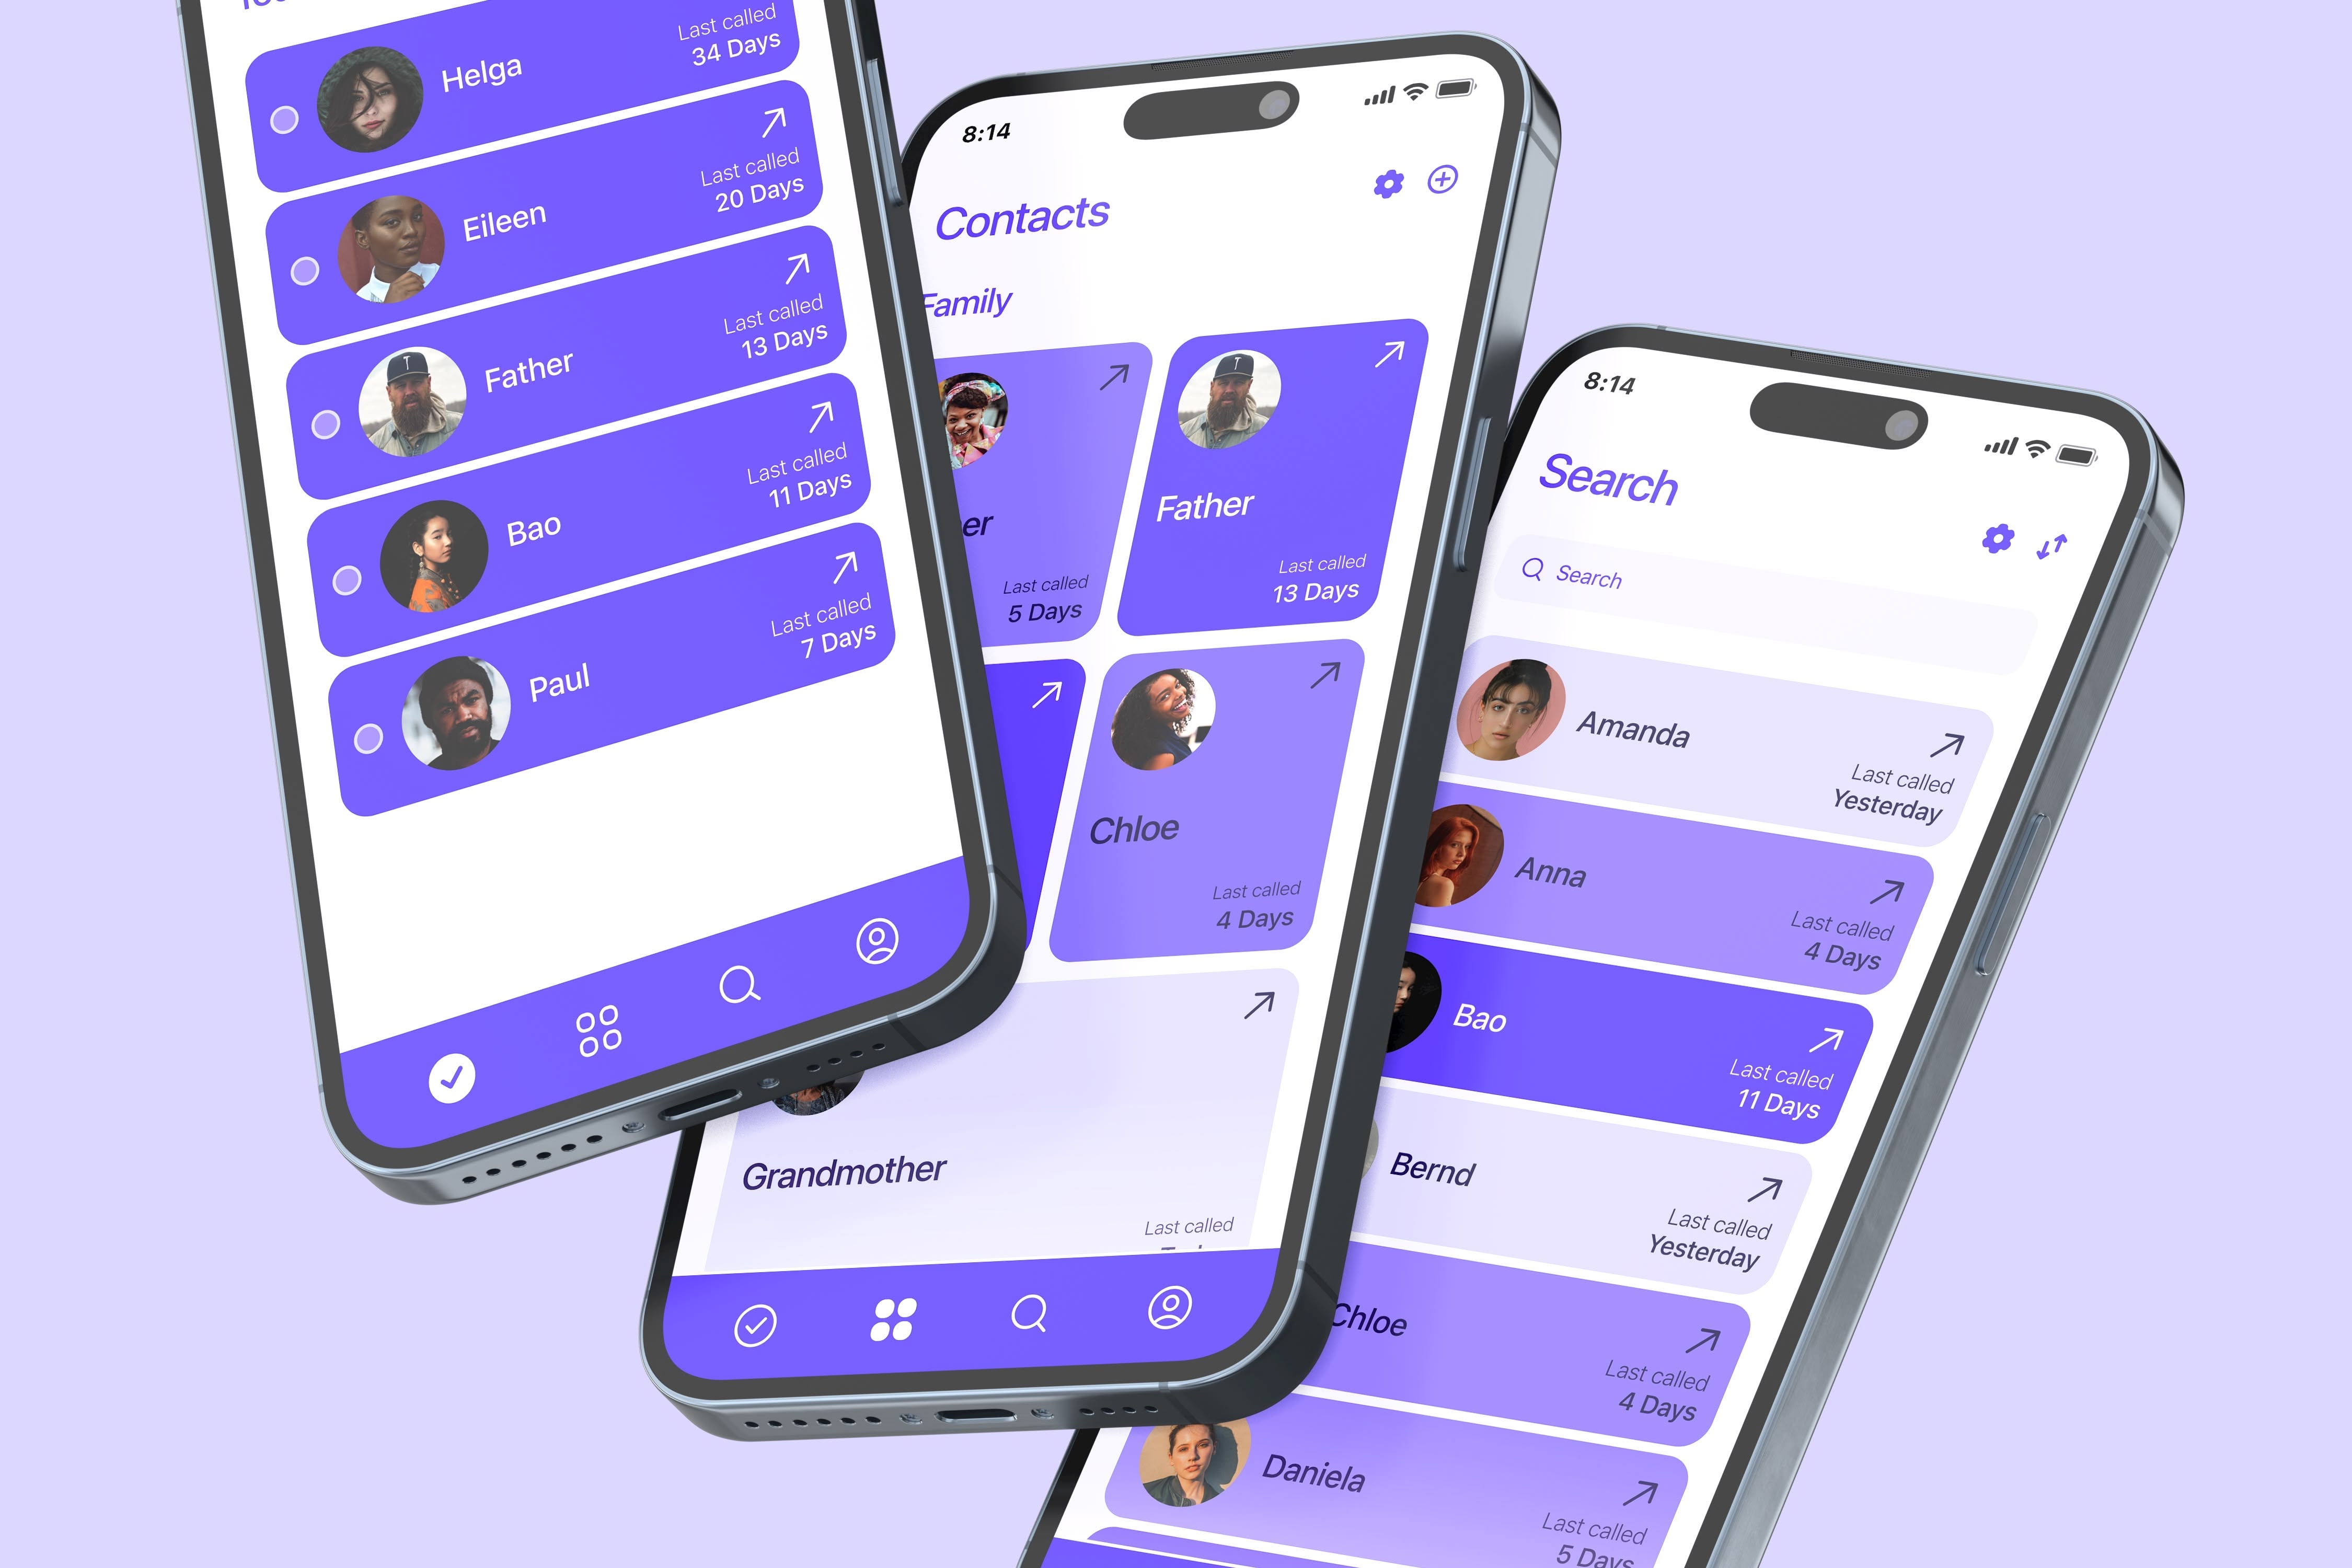 Last called
34 Days
Helga
Last called
20 Days
Eileen
Last called
13 Days
Father
Last called
11 Days
Bao
Last called
7 Days
Paul
8:14
Contacts
Family
Last called
5 Days
Father
Last called
13 Days
Chloe
Last called
4 Days
Grandmother
Last called
8:14
Search
Search
Amanda
Last called
Yesterday
Anna
Last called
4 Days
Bao
Last called
11 Days
Bernd
Last called
Yesterday
Chloe
Last called
4 Days
Daniela
Last called
5 Days